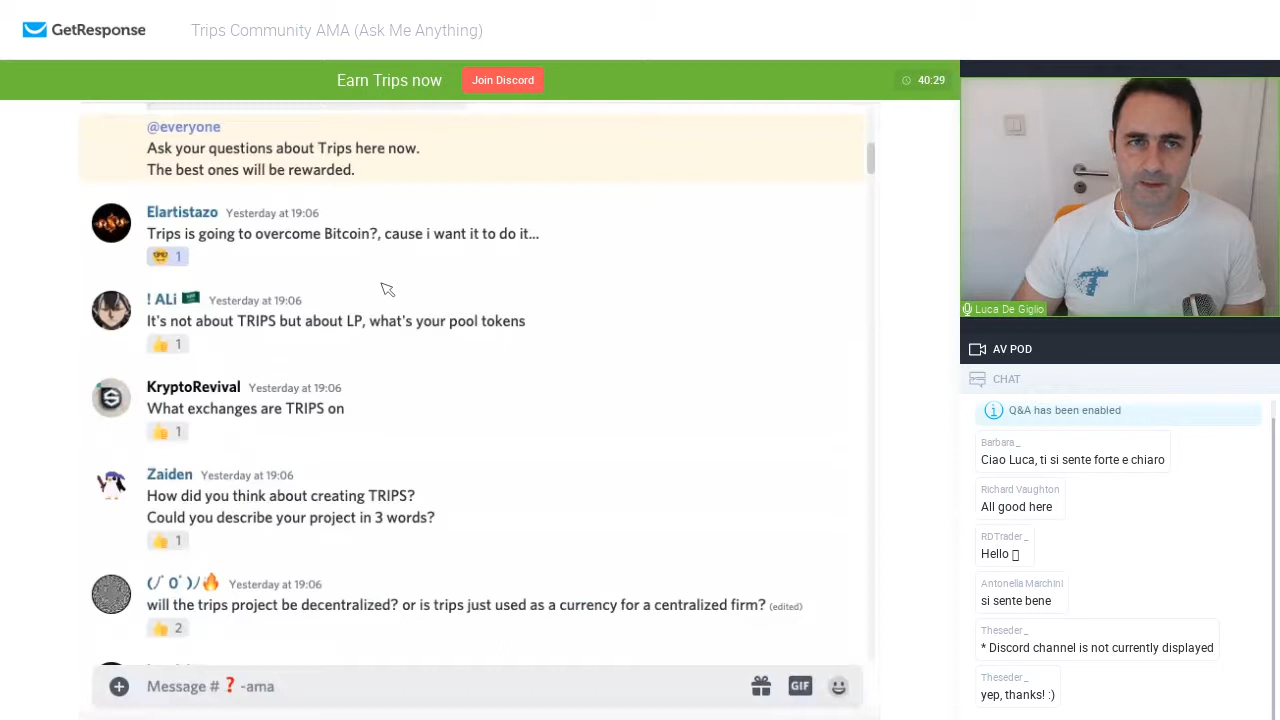 GetResponse
Trips Community AMA (Ask Me Anything)
Earn Trips now
Join Discord
40:29
@everyone
Ask your questions about Trips here now.
The best ones will be rewarded.
Elartistazo Yesterday at 19:06
Trips is going to overcome Bitcoin?, cause i want it to do it...
🤓 1
! ALi 🇸🇦 Yesterday at 19:06
It's not about TRIPS but about LP, what's your pool tokens
👍 1
KryptoRevival Yesterday at 19:06
What exchanges are TRIPS on
👍 1
Zaiden Yesterday at 19:06
How did you think about creating TRIPS?
Could you describe your project in 3 words?
👍 1
(ﾉﾟ0ﾟ)ﾉ🔥 Yesterday at 19:06
will the trips project be decentralized? or is trips just used as a currency for a centralized firm? (edited)
👍 2
Message # ❓ -ama
GIF
Luca De Giglio
AV POD
CHAT
Q&A has been enabled
Barbara _
Ciao Luca, ti si sente forte e chiaro
Richard Vaughton
All good here
RDTrader _
Hello
Antonella Marchini
si sente bene
Theseder _
* Discord channel is not currently displayed
Theseder _
yep, thanks! :)